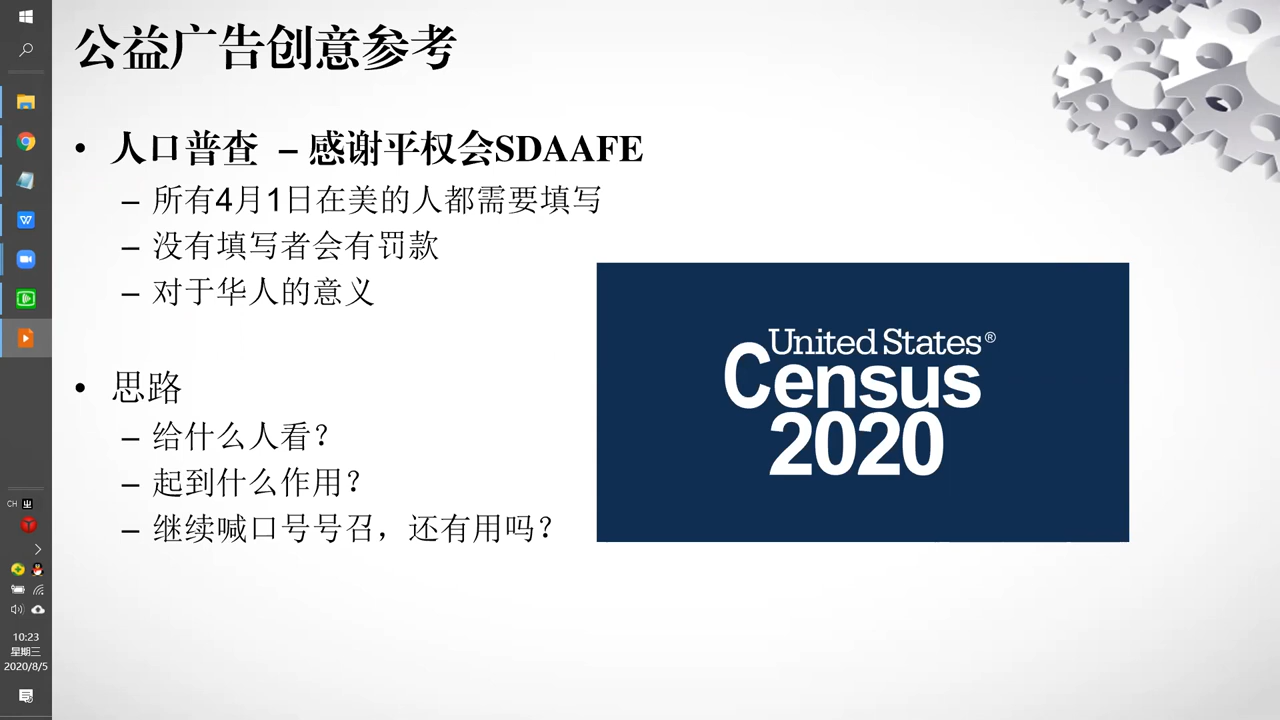 公益广告创意参考
• 人口普查 – 感谢平权会SDAAFE
– 所有4月1日在美的人都需要填写
– 没有填写者会有罚款
– 对于华人的意义
United States®
Census
2020
• 思路
– 给什么人看?
– 起到什么作用?
– 继续喊口号号召，还有用吗?
CH
10:23
星期三
2020/8/5